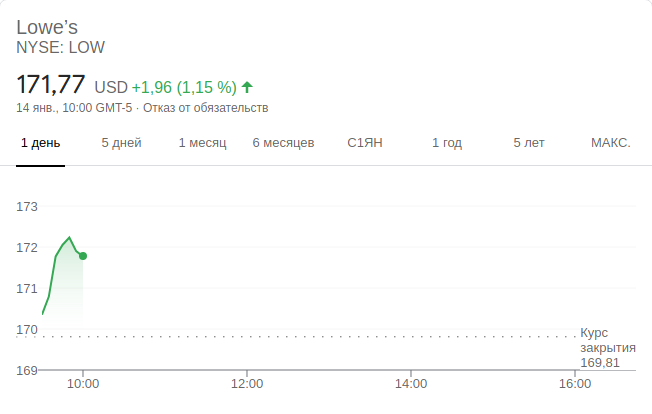 Lowe’s
NYSE: LOW
171,77 USD +1,96 (1,15 %)
14 янв., 10:00 GMT-5 · Отказ от обязательств
1 день 5 дней 1 месяц 6 месяцев С1ЯН 1 год 5 лет МАКС.
173
172
171
170
Курс
закрытия
169,81
169
10:00 12:00 14:00 16:00